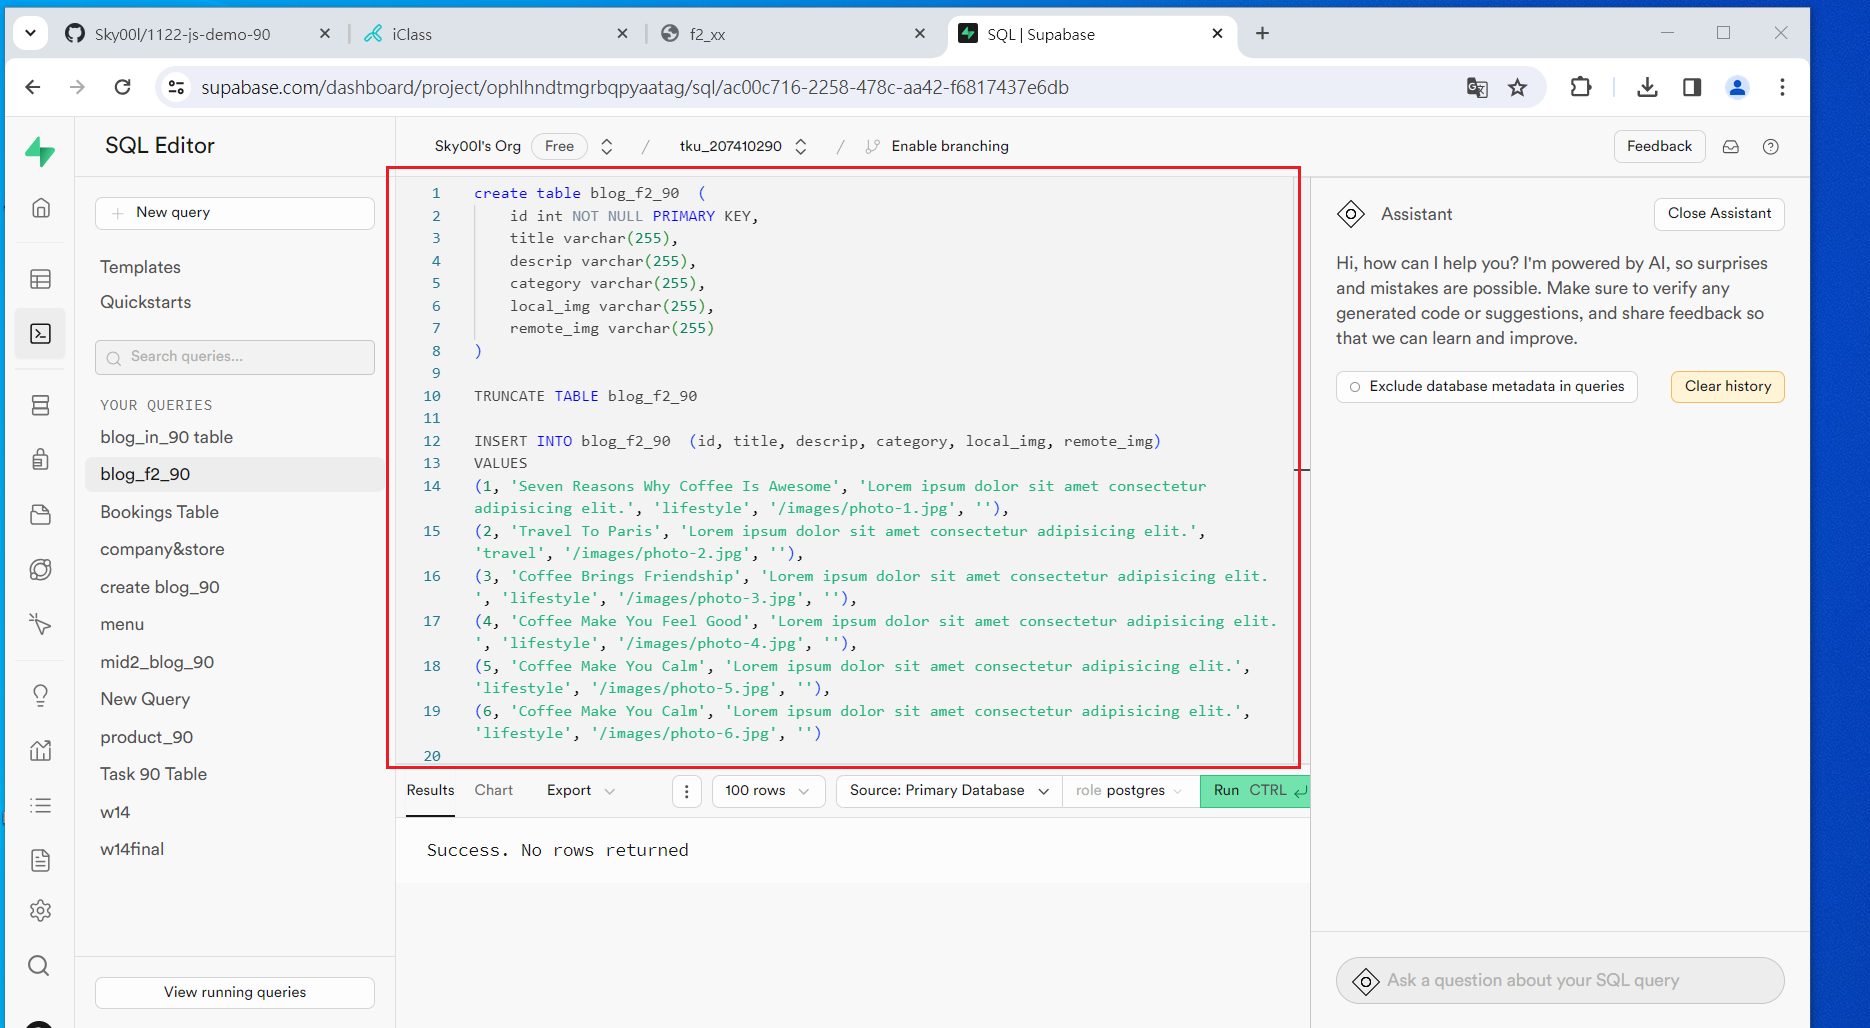 Sky00l/1122-js-demo-90
iClass
f2_xx
SQL | Supabase
supabase.com/dashboard/project/ophlhndtmgrbqpyaatag/sql/ac00c716-2258-478c-aa42-f6817437e6db
SQL Editor
Sky00l's Org Free / tku_207410290 / Enable branching
Feedback
New query
Templates
Quickstarts
Search queries...
YOUR QUERIES
blog_in_90 table
blog_f2_90
Bookings Table
company&store
create blog_90
menu
mid2_blog_90
New Query
product_90
Task 90 Table
w14
w14final
View running queries
1 create table blog_f2_90  (
2 id int NOT NULL PRIMARY KEY,
3 title varchar(255),
4 descrip varchar(255),
5 category varchar(255),
6 local_img varchar(255),
7 remote_img varchar(255)
8 )
9
10 TRUNCATE TABLE blog_f2_90
11
12 INSERT INTO blog_f2_90  (id, title, descrip, category, local_img, remote_img)
13 VALUES
14 (1, 'Seven Reasons Why Coffee Is Awesome', 'Lorem ipsum dolor sit amet consectetur
adipisicing elit.', 'lifestyle', '/images/photo-1.jpg', ''),
15 (2, 'Travel To Paris', 'Lorem ipsum dolor sit amet consectetur adipisicing elit.',
'travel', '/images/photo-2.jpg', ''),
16 (3, 'Coffee Brings Friendship', 'Lorem ipsum dolor sit amet consectetur adipisicing elit.
', 'lifestyle', '/images/photo-3.jpg', ''),
17 (4, 'Coffee Make You Feel Good', 'Lorem ipsum dolor sit amet consectetur adipisicing elit.
', 'lifestyle', '/images/photo-4.jpg', ''),
18 (5, 'Coffee Make You Calm', 'Lorem ipsum dolor sit amet consectetur adipisicing elit.',
'lifestyle', '/images/photo-5.jpg', ''),
19 (6, 'Coffee Make You Calm', 'Lorem ipsum dolor sit amet consectetur adipisicing elit.',
'lifestyle', '/images/photo-6.jpg', '')
20
Results Chart Export 100 rows Source: Primary Database role postgres Run CTRL
Success. No rows returned
Assistant
Close Assistant
Hi, how can I help you? I'm powered by AI, so surprises
and mistakes are possible. Make sure to verify any
generated code or suggestions, and share feedback so
that we can learn and improve.
Exclude database metadata in queries
Clear history
Ask a question about your SQL query